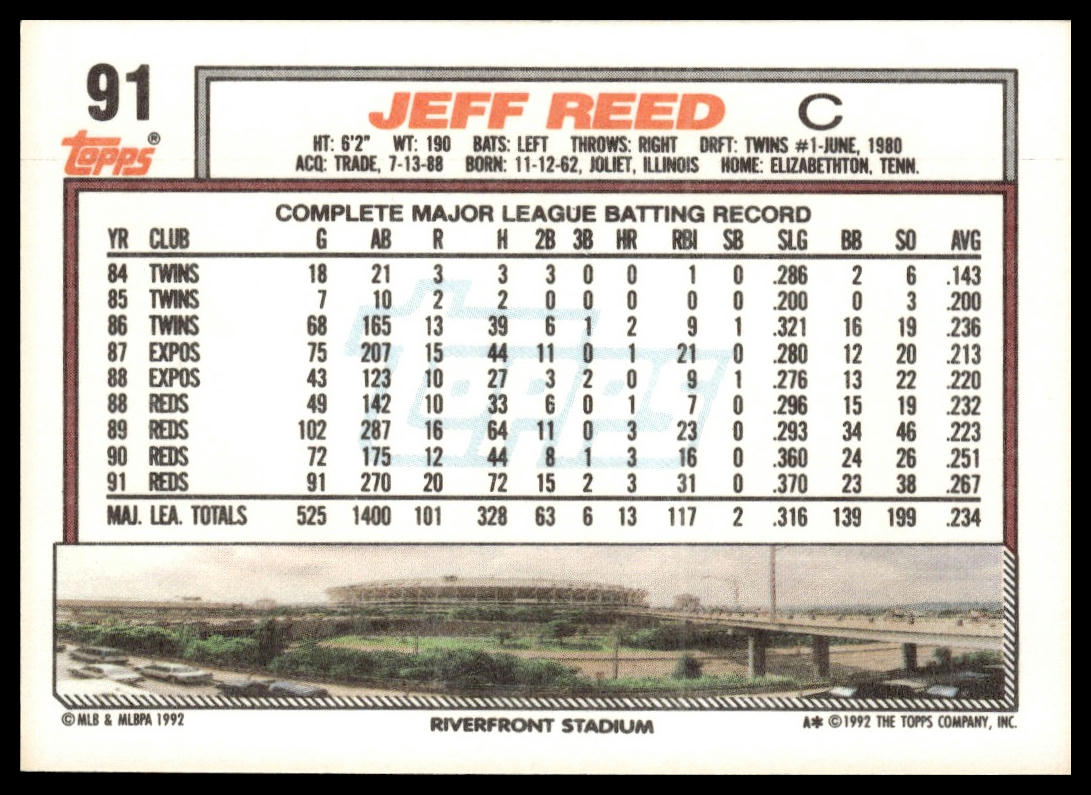 91
JEFF REED C
topps®
HT: 6'2" WT: 190 BATS: LEFT THROWS: RIGHT DRFT: TWINS #1-JUNE, 1980
ACQ: TRADE, 7-13-88 BORN: 11-12-62, JOLIET, ILLINOIS HOME: ELIZABETHTON, TENN.
COMPLETE MAJOR LEAGUE BATTING RECORD
YR CLUB G AB R H 2B 3B HR RBI SB SLG BB SO AVG
84 TWINS 18 21 3 3 3 0 0 1 0 .286 2 6 .143
85 TWINS 7 10 2 2 0 0 0 0 0 .200 0 3 .200
86 TWINS 68 165 13 39 6 1 2 9 1 .321 16 19 .236
87 EXPOS 75 207 15 44 11 0 1 21 0 .280 12 20 .213
88 EXPOS 43 123 10 27 3 2 0 9 1 .276 13 22 .220
88 REDS 49 142 10 33 6 0 1 7 0 .296 15 19 .232
89 REDS 102 287 16 64 11 0 3 23 0 .293 34 46 .223
90 REDS 72 175 12 44 8 1 3 16 0 .360 24 26 .251
91 REDS 91 270 20 72 15 2 3 31 0 .370 23 38 .267
MAJ. LEA. TOTALS 525 1400 101 328 63 6 13 117 2 .316 139 199 .234
topps
© MLB & MLBPA 1992
RIVERFRONT STADIUM
A* © 1992 THE TOPPS COMPANY, INC.